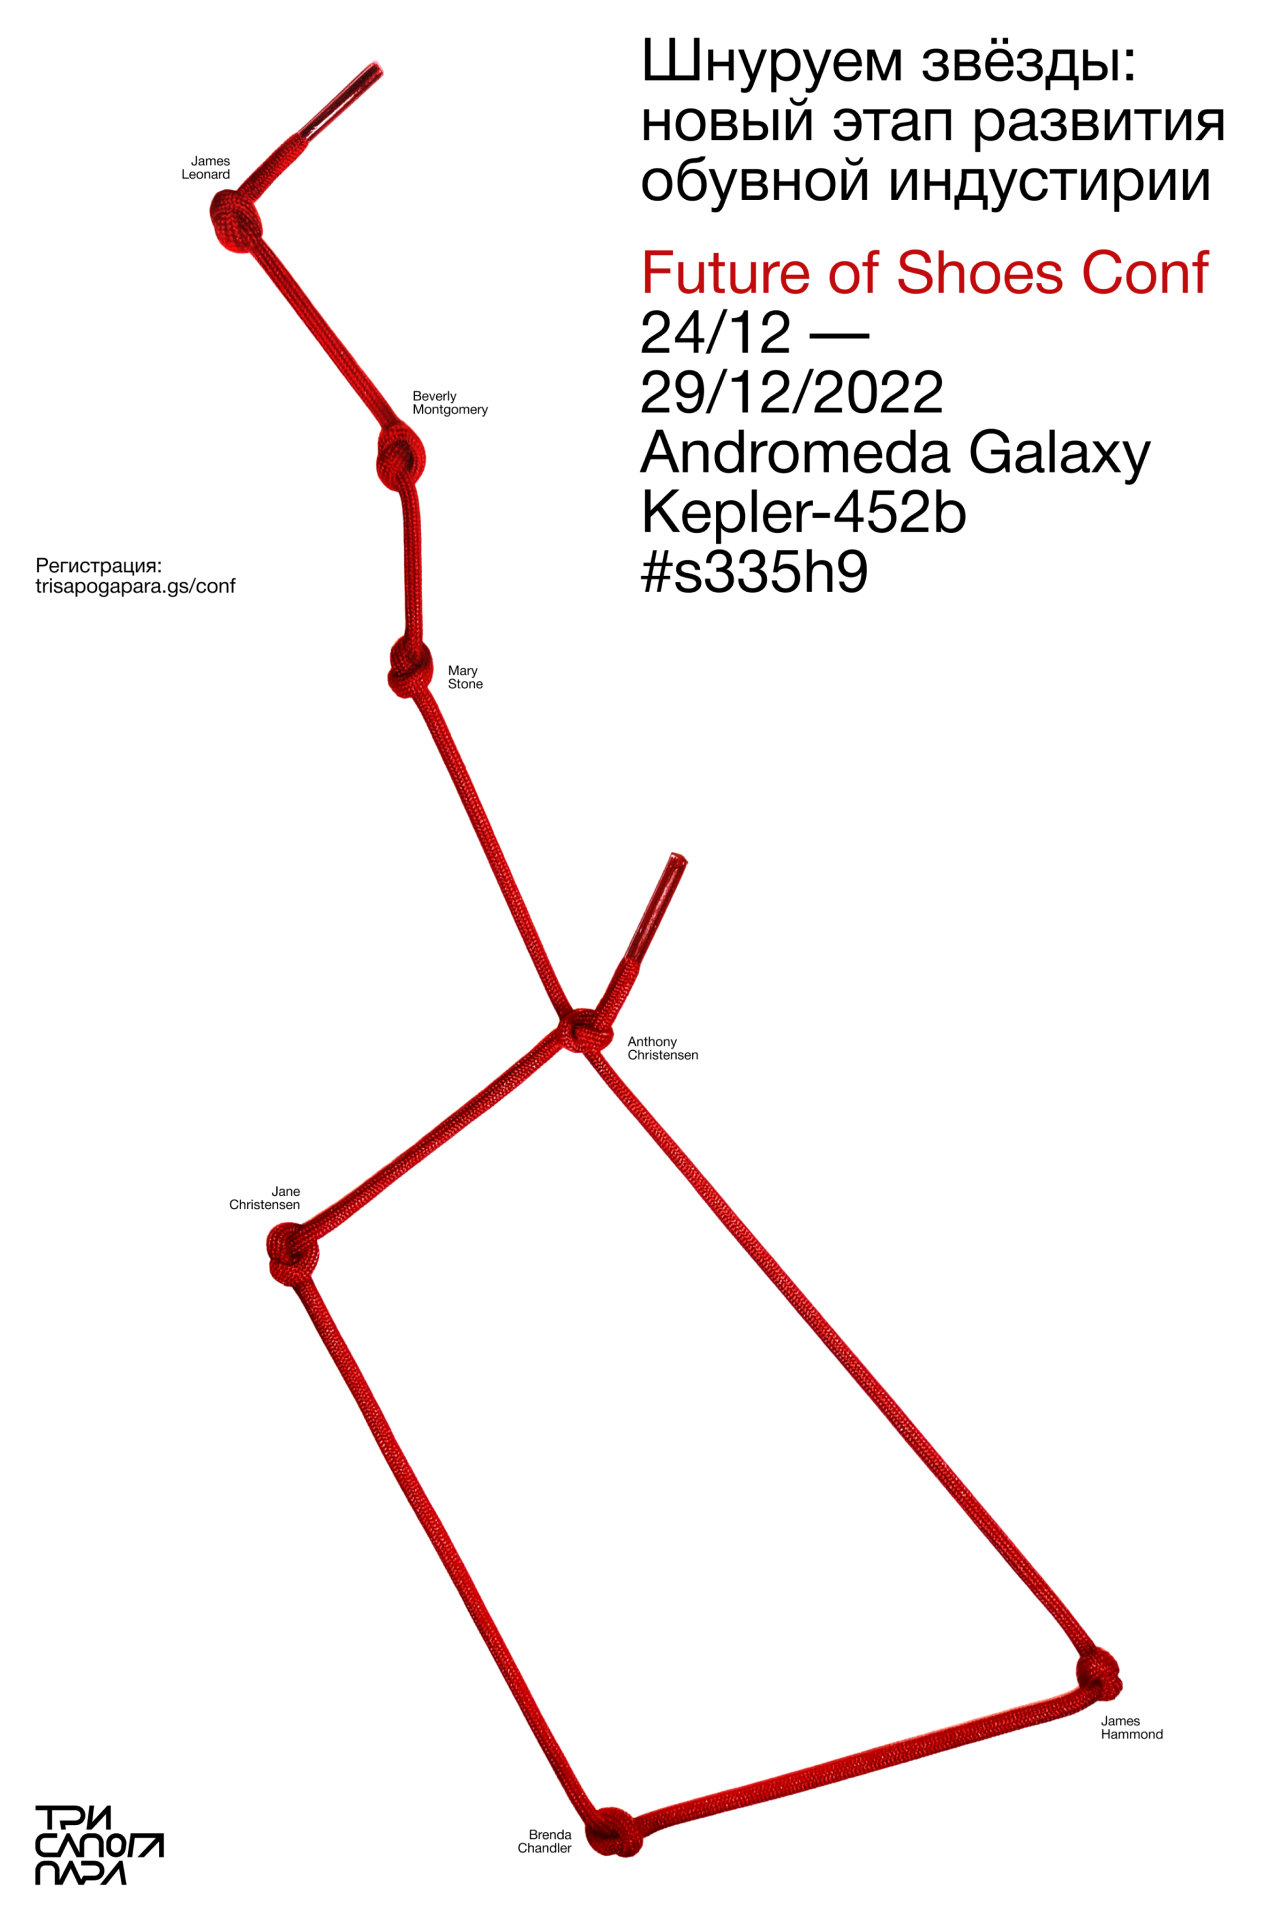 Шнуруем звёзды:
новый этап развития
обувной индустирии
Future of Shoes Conf
24/12 —
29/12/2022
Andromeda Galaxy
Kepler-452b
#s335h9
James
Leonard
Beverly
Montgomery
Регистрация:
trisapogapara.gs/conf
Mary
Stone
Anthony
Christensen
Jane
Christensen
James
Hammond
Brenda
Chandler
ТРИ
САПОГА
ПАРА